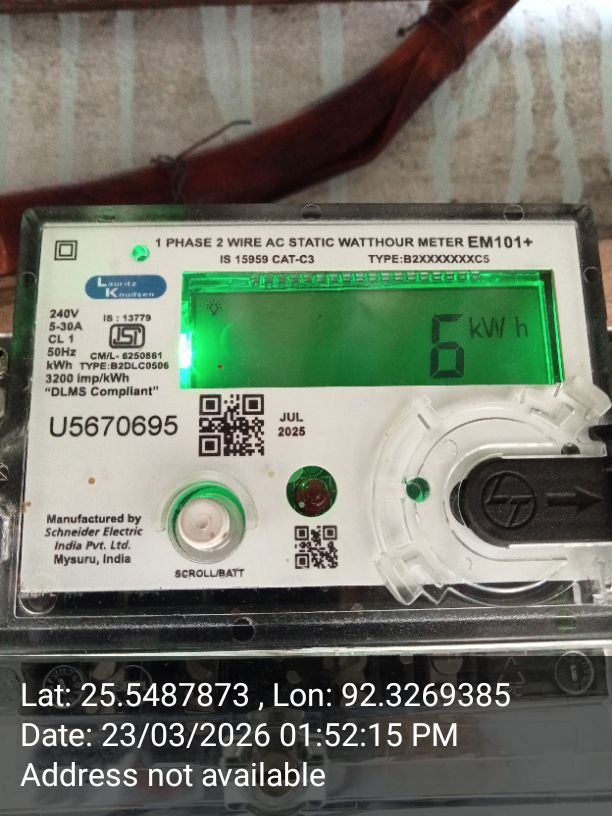 1 PHASE 2 WIRE AC STATIC WATTHOUR METER EM101+
IS 15959 CAT-C3 TYPE:B2XXXXXXXC5
Lauritz
Knudsen
240V
5-30A
CL 1
50Hz
kWh
3200 imp/kWh
"DLMS Compliant"
IS : 13779
ISI
CM/L- 6250861
TYPE:B2DLC0506
6 kWh
U5670695
JUL
2025
Manufactured by
Schneider Electric
India Pvt. Ltd.
Mysuru, India
SCROLL/BATT
LT
Lat: 25.5487873 , Lon: 92.3269385
Date: 23/03/2026 01:52:15 PM
Address not available